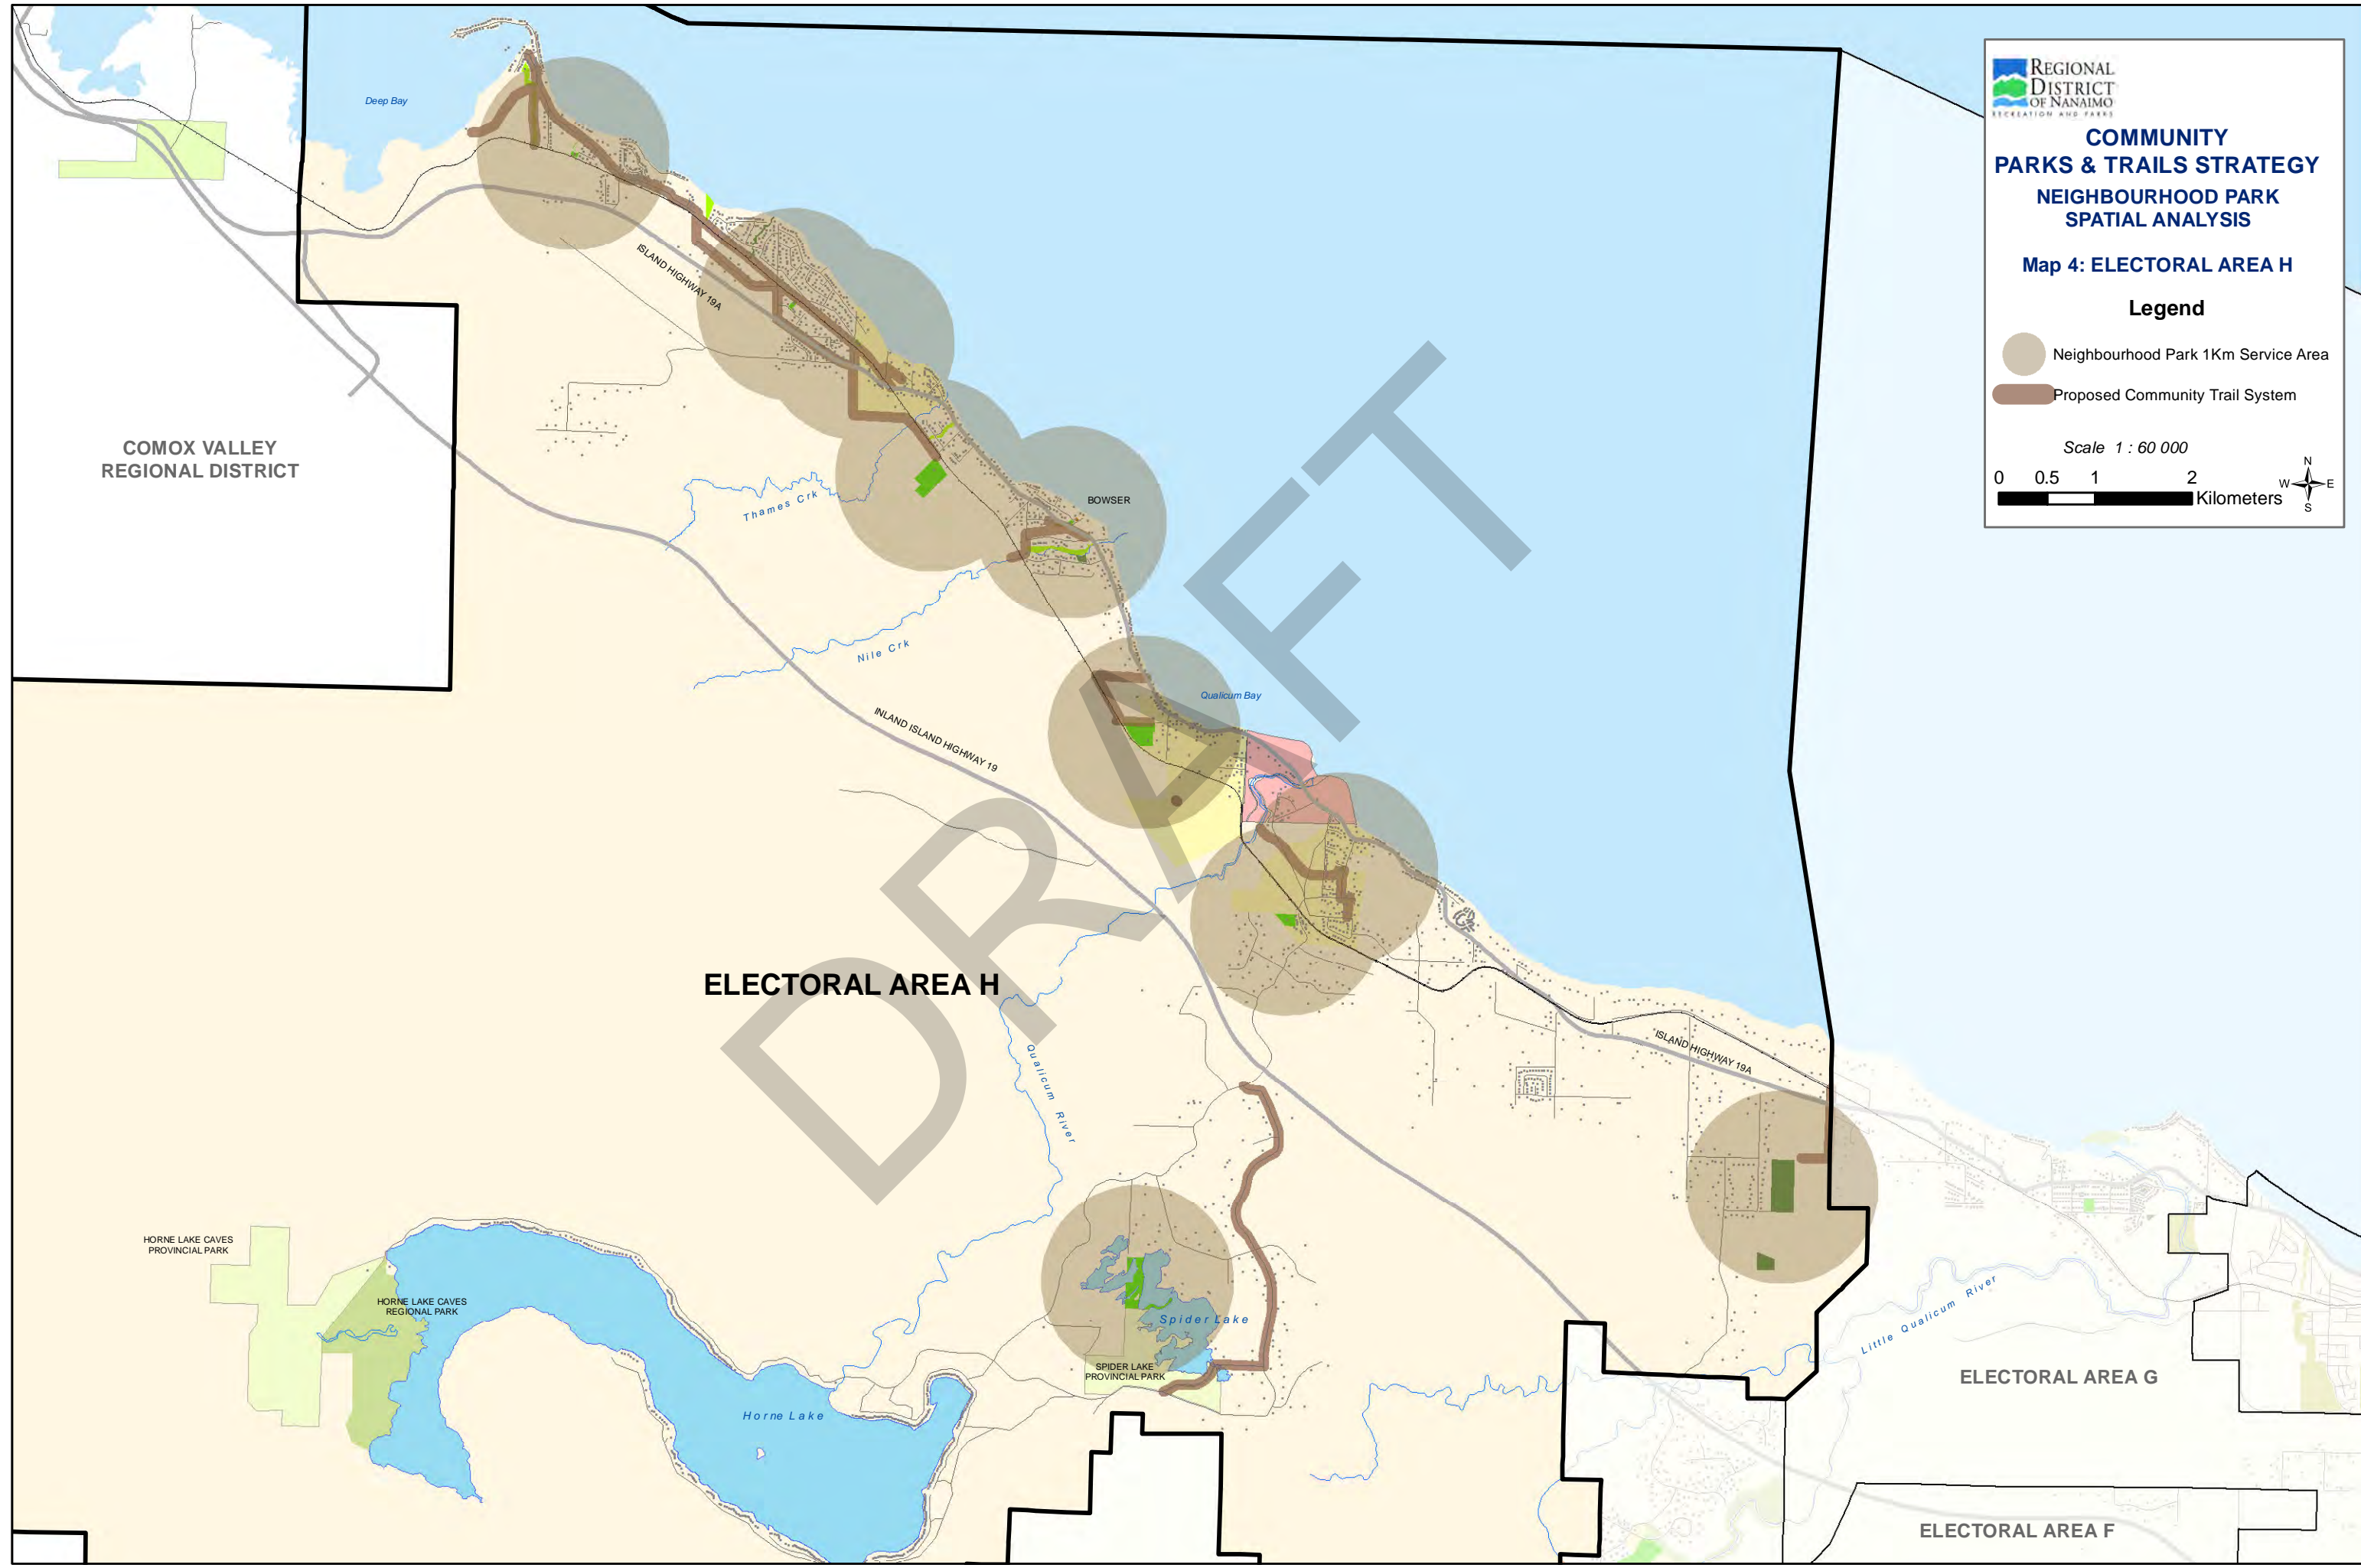 REGIONAL
DISTRICT
OF NANAIMO
RECREATION AND PARKS
COMMUNITY
PARKS & TRAILS STRATEGY
NEIGHBOURHOOD PARK
SPATIAL ANALYSIS
Map 4: ELECTORAL AREA H
Legend
Neighbourhood Park 1Km Service Area
Proposed Community Trail System
Scale 1 : 60 000
0 0.5 1 2
Kilometers
N
W E
S
Deep Bay
ISLAND HIGHWAY 19A
COMOX VALLEY
REGIONAL DISTRICT
Thames Crk
BOWSER
Nile Crk
Qualicum Bay
INLAND ISLAND HIGHWAY 19
DRAFT
ELECTORAL AREA H
Qualicum River
ISLAND HIGHWAY 19A
HORNE LAKE CAVES
PROVINCIAL PARK
HORNE LAKE CAVES
REGIONAL PARK
Spider Lake
SPIDER LAKE
PROVINCIAL PARK
Little Qualicum River
ELECTORAL AREA G
Horne Lake
ELECTORAL AREA F